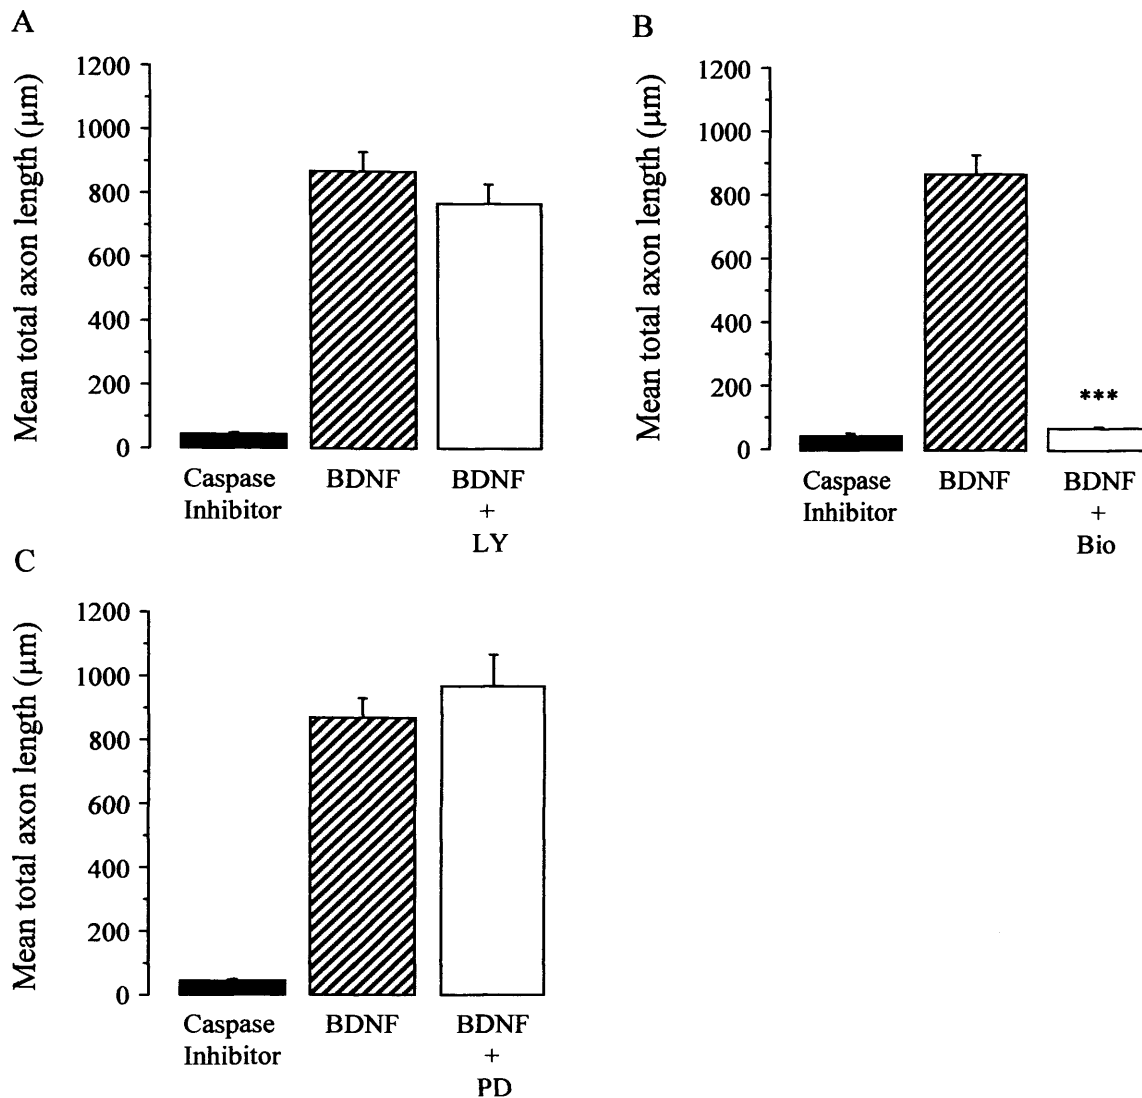 A
Mean total axon length (μm)
1200
1000
800
600
400
200
0
Caspase
Inhibitor
BDNF
BDNF
+
LY
B
Mean total axon length (μm)
1200
1000
800
600
400
200
0
***
Caspase
Inhibitor
BDNF
BDNF
+
Bio
C
Mean total axon length (μm)
1200
1000
800
600
400
200
0
Caspase
Inhibitor
BDNF
BDNF
+
PD